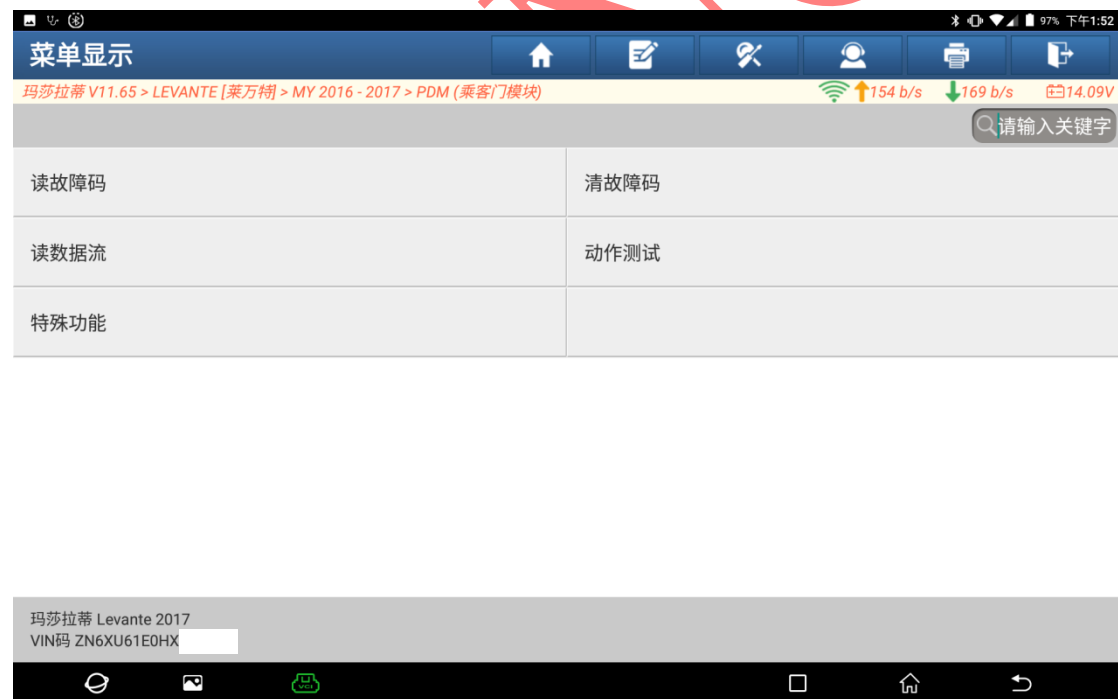 97% 下午1:52
菜单显示
玛莎拉蒂 V11.65 > LEVANTE [莱万特] > MY 2016 - 2017 > PDM (乘客门模块)
154 b/s 169 b/s 14.09V
请输入关键字
读故障码 清故障码
读数据流 动作测试
特殊功能
玛莎拉蒂 Levante 2017
VIN码 ZN6XU61E0HX
VCI